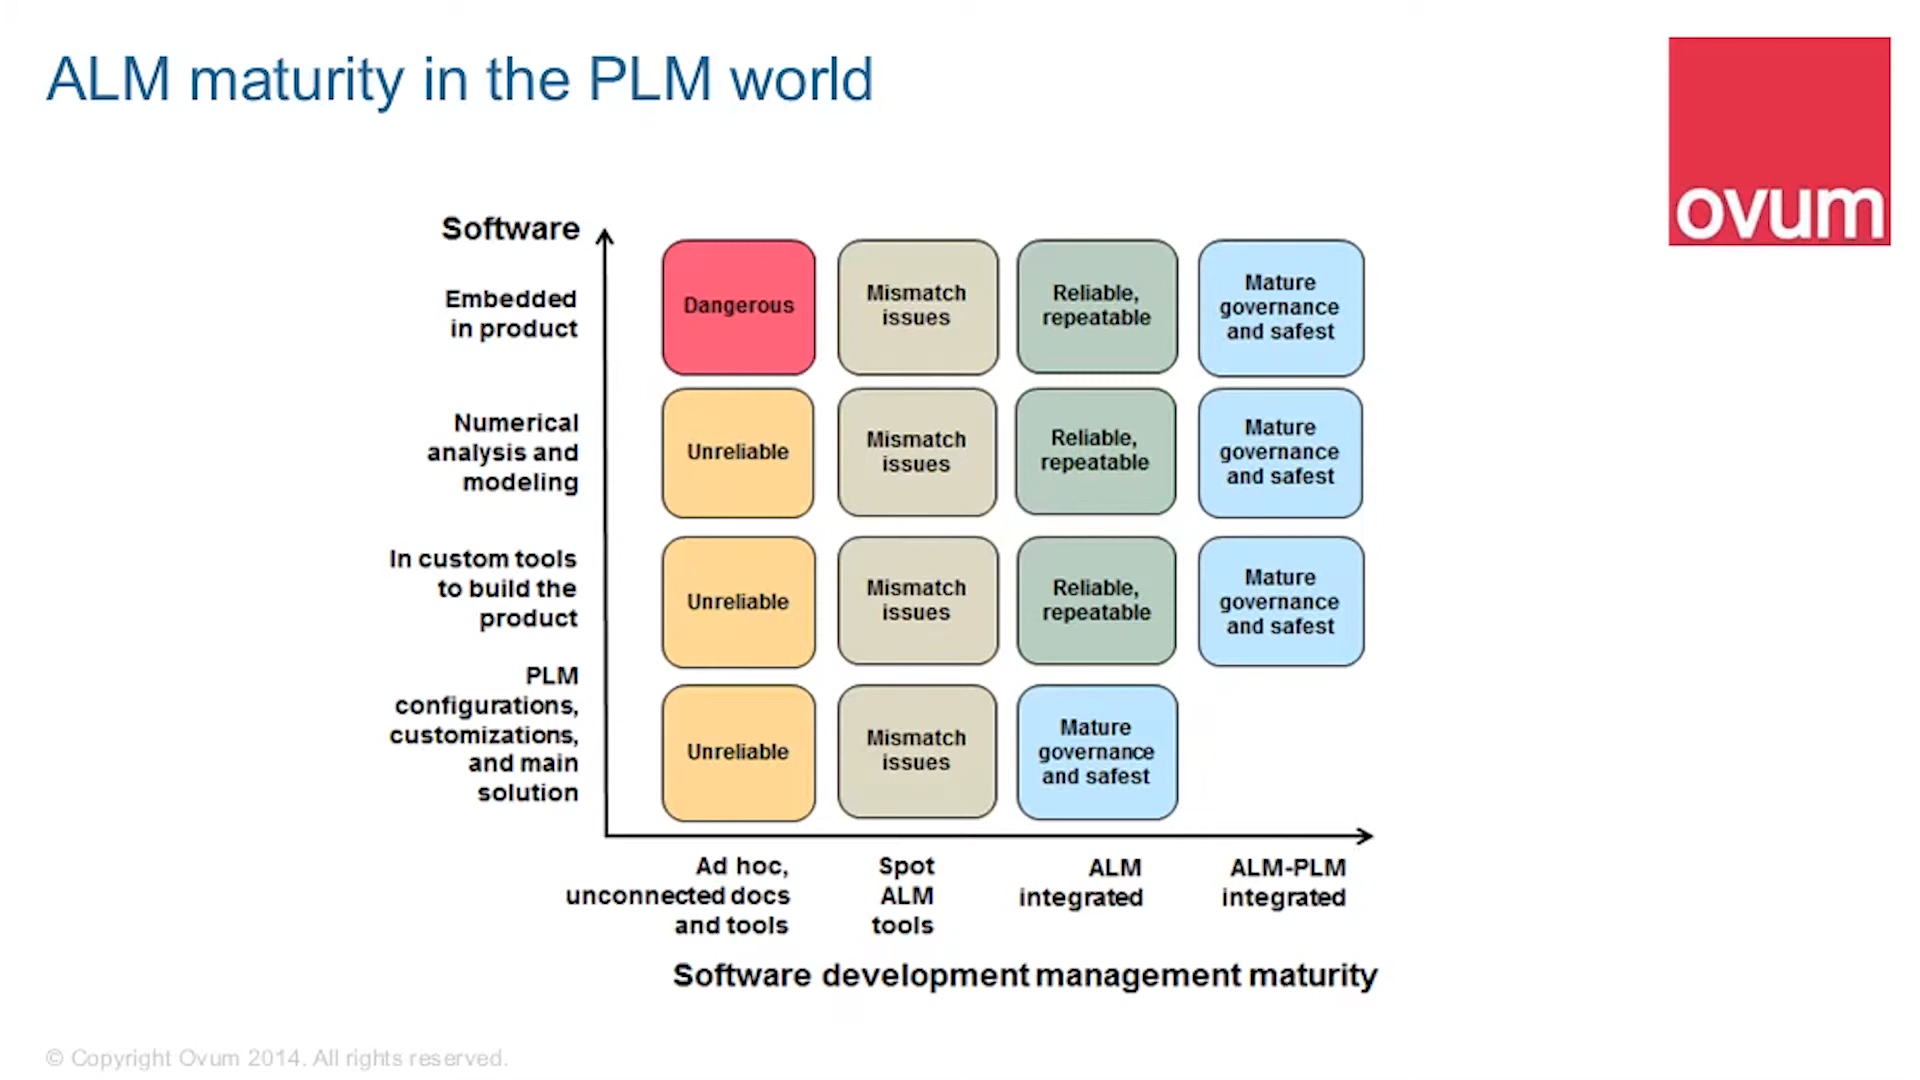 ALM maturity in the PLM world
ovum
Software
Embedded
in product
Dangerous
Mismatch
issues
Reliable,
repeatable
Mature
governance
and safest
Numerical
analysis and
modeling
Unreliable
Mismatch
issues
Reliable,
repeatable
Mature
governance
and safest
In custom tools
to build the
product
Unreliable
Mismatch
issues
Reliable,
repeatable
Mature
governance
and safest
PLM
configurations,
customizations,
and main
solution
Unreliable
Mismatch
issues
Mature
governance
and safest
Ad hoc,
unconnected docs
and tools
Spot
ALM
tools
ALM
integrated
ALM-PLM
integrated
Software development management maturity
© Copyright Ovum 2014. All rights reserved.